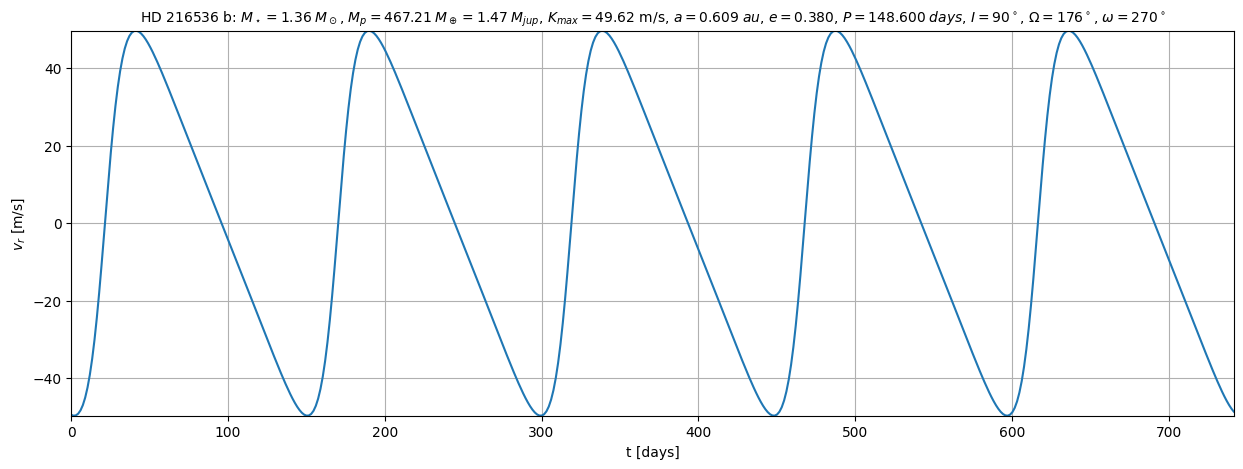 HD 216536 b: M⋆ = 1.36 M⊙, Mp = 467.21 M⊕ = 1.47 Mjup, Kmax = 49.62 m/s, a = 0.609 au, e = 0.380, P = 148.600 days, I = 90°, Ω = 176°, ω = 270°
40
20
0
−20
−40
vr [m/s]
0 100 200 300 400 500 600 700
t [days]